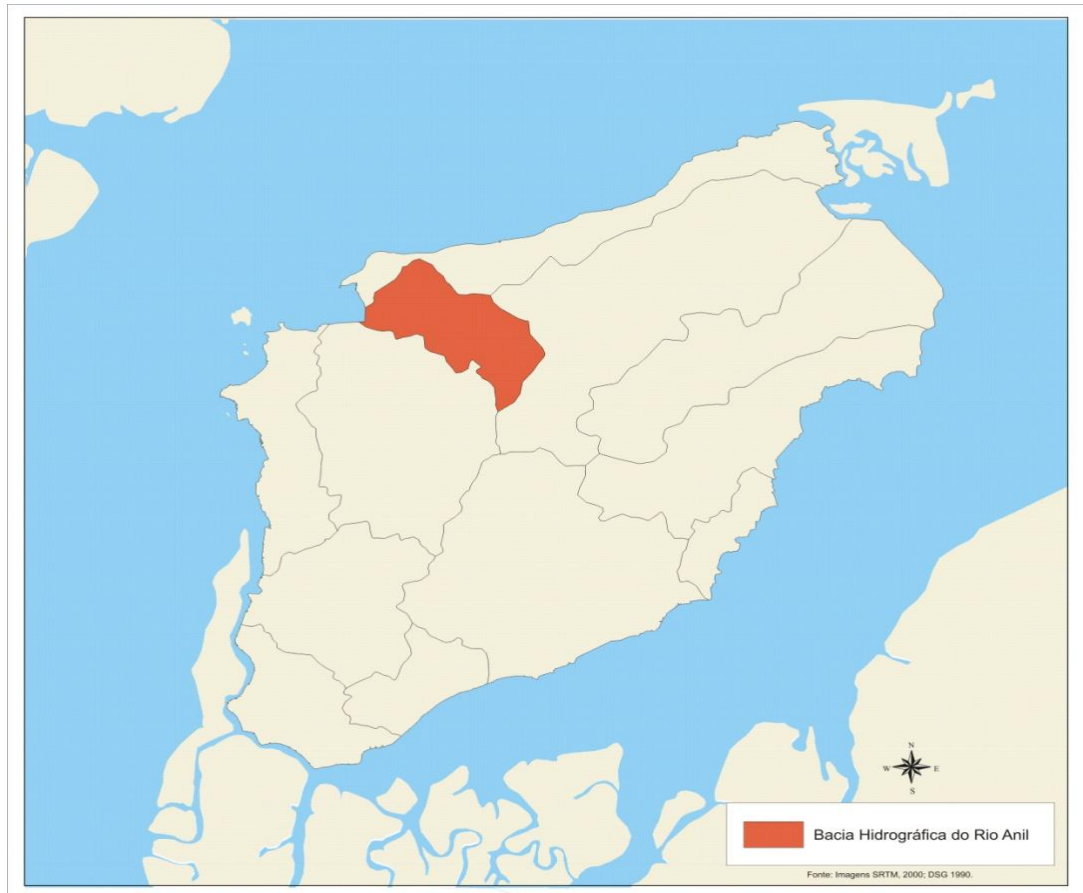 N
W E
S
Bacia Hidrográfica do Rio Anil
Fonte: Imagens SRTM, 2000; DSG 1990.